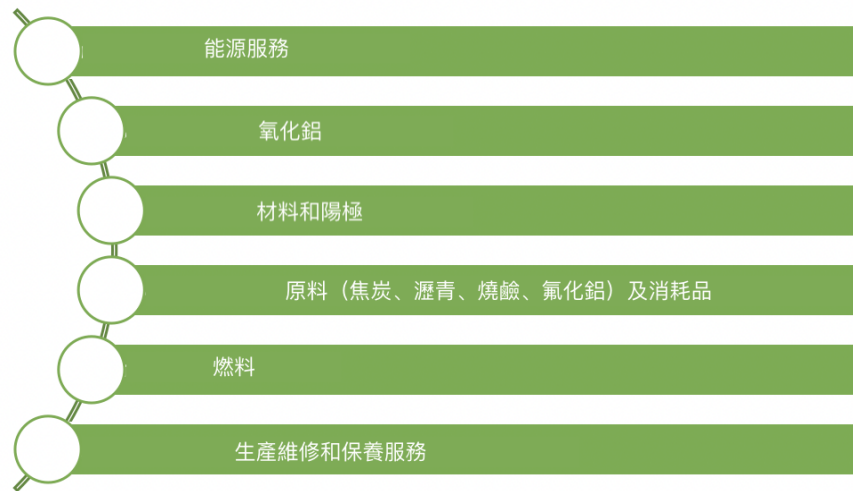 能源服務
氧化鋁
材料和陽極
原料（焦炭、瀝青、燒鹼、氟化鋁）及消耗品
燃料
生產維修和保養服務